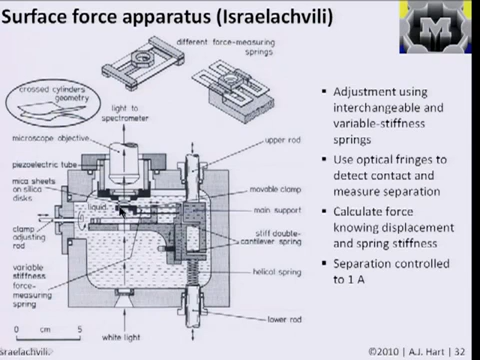 Surface force apparatus (Israelachvili)
M
different force-measuring
springs
crossed cylinders
geometry
light to
spectrometer
microscope objective
upper rod
piezoelectric tube
mica sheets
on silica
disks
movable clamp
liquid
main support
clamp
adjusting
rod
stiff double-
cantilever spring
variable
stiffness
force-
measuring
spring
helical spring
white light
lower rod
0 cm 5
▪ Adjustment using
interchangeable and
variable-stiffness
springs
▪ Use optical fringes to
detect contact and
measure separation
▪ Calculate force
knowing displacement
and spring stiffness
▪ Separation controlled
to 1 A
sraelachvili.
©2010 | A.J. Hart | 32